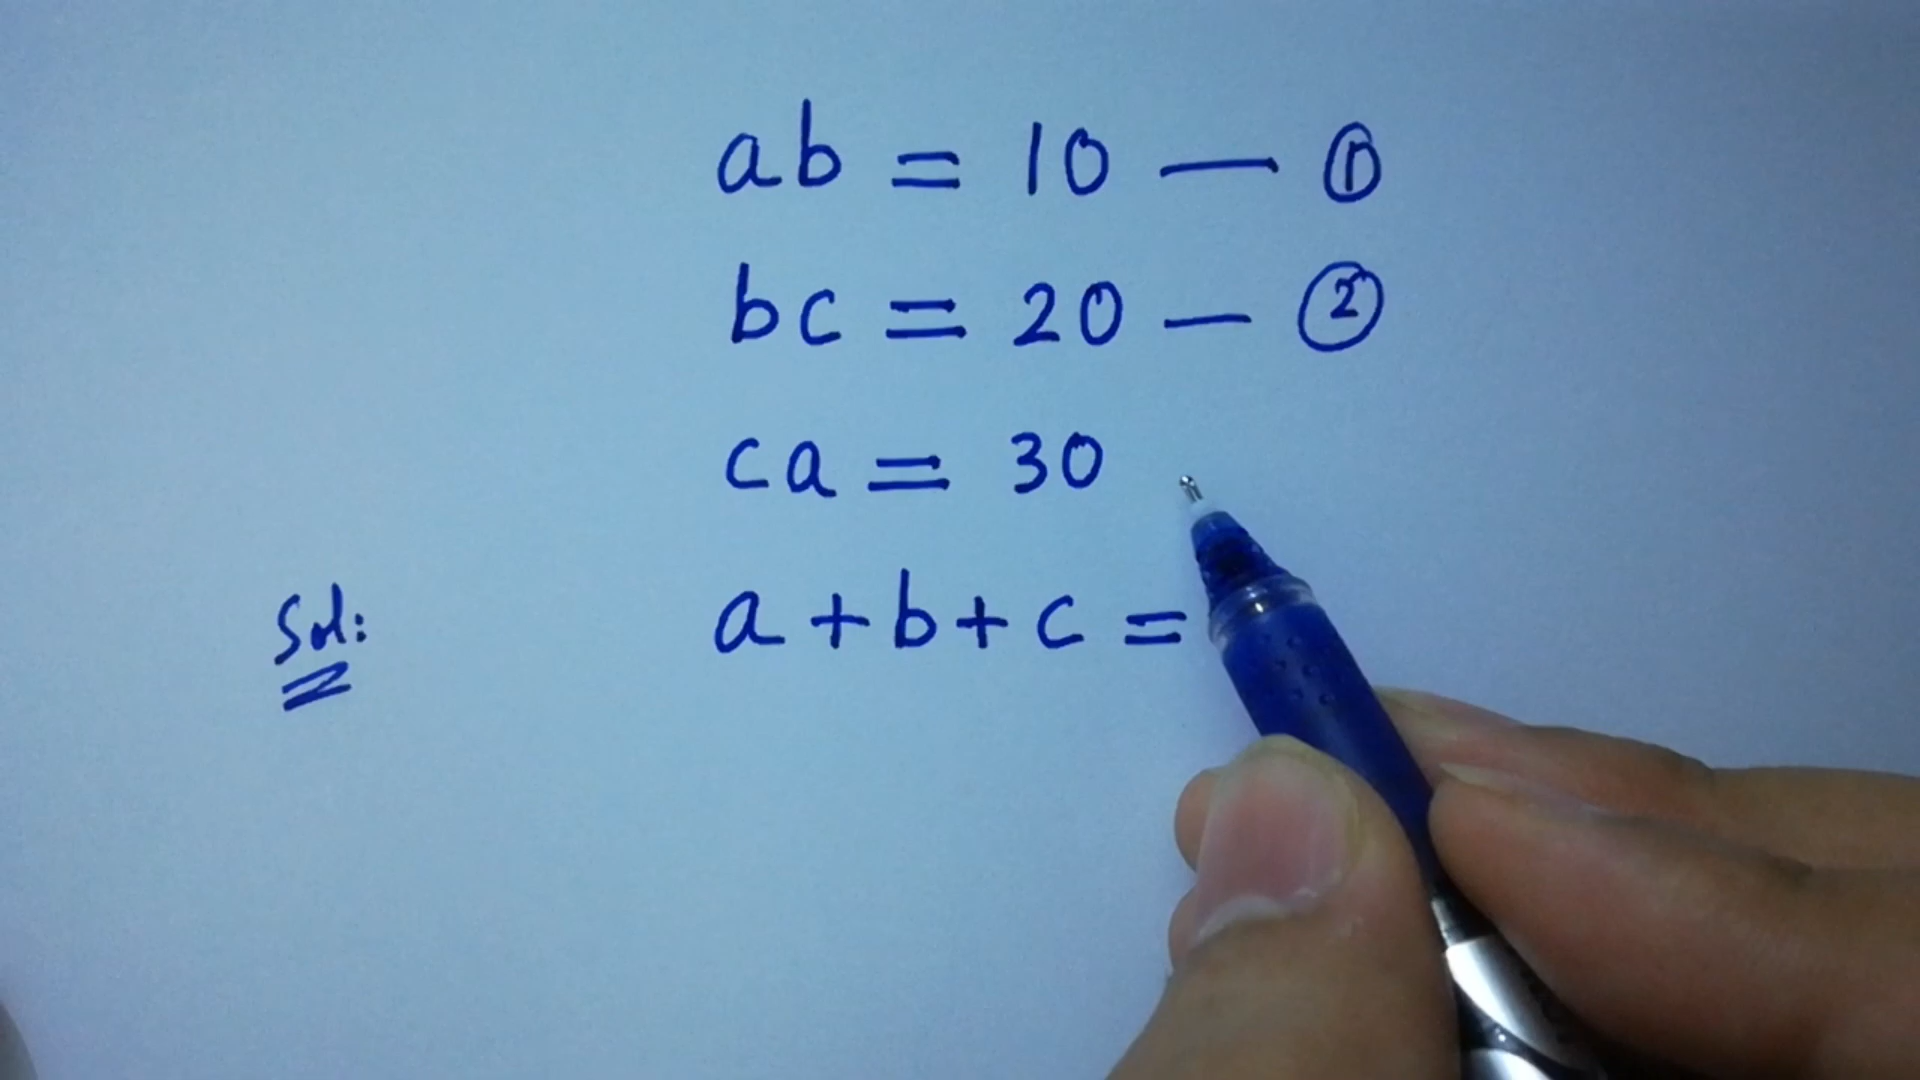 ab = 10 — ①
bc = 20 — ②
ca = 30
Sol: a + b + c =